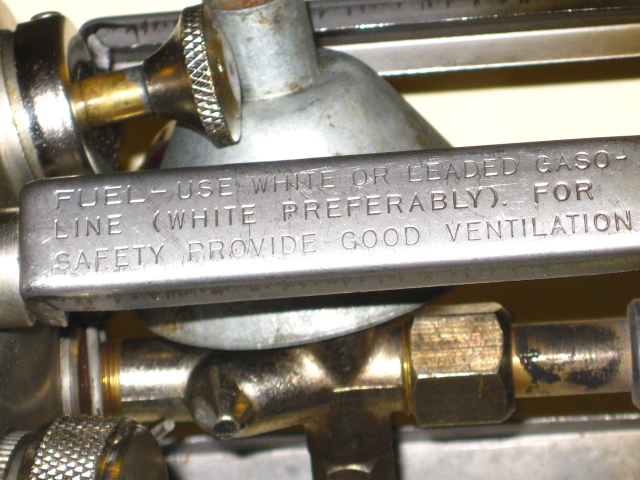 FUEL-USE WHITE OR LEADED GASO-
LINE (WHITE PREFERABLY). FOR
SAFETY PROVIDE GOOD VENTILATION